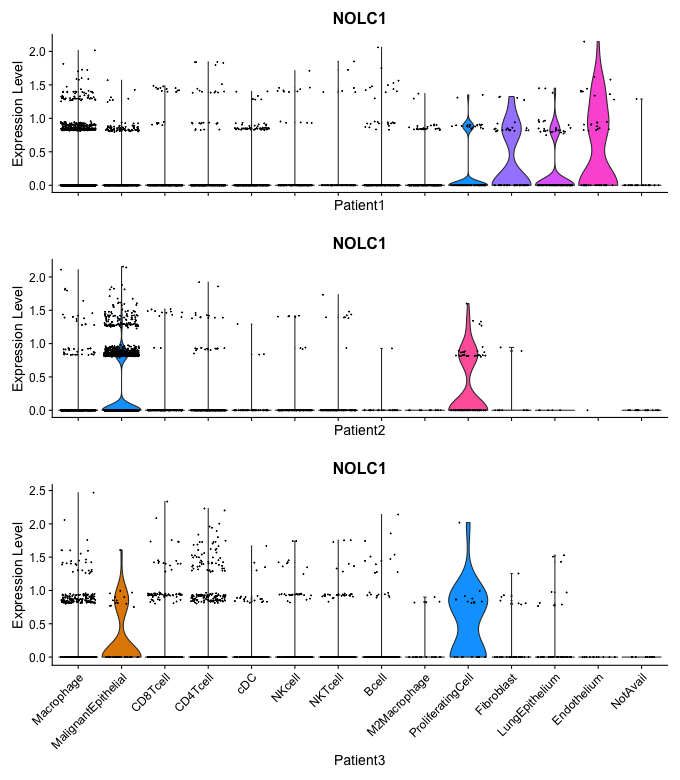 NOLC1
Expression Level
2.0
1.5
1.0
0.5
0.0
Patient1
NOLC1
Expression Level
2.0
1.5
1.0
0.5
0.0
Patient2
NOLC1
Expression Level
2.5
2.0
1.5
1.0
0.5
0.0
Macrophage
MalignantEpithelial
CD8Tcell
CD4Tcell
cDC
NKcell
NKTcell
Bcell
M2Macrophage
ProliferatingCell
Fibroblast
LungEpithelium
Endothelium
NotAvail
Patient3